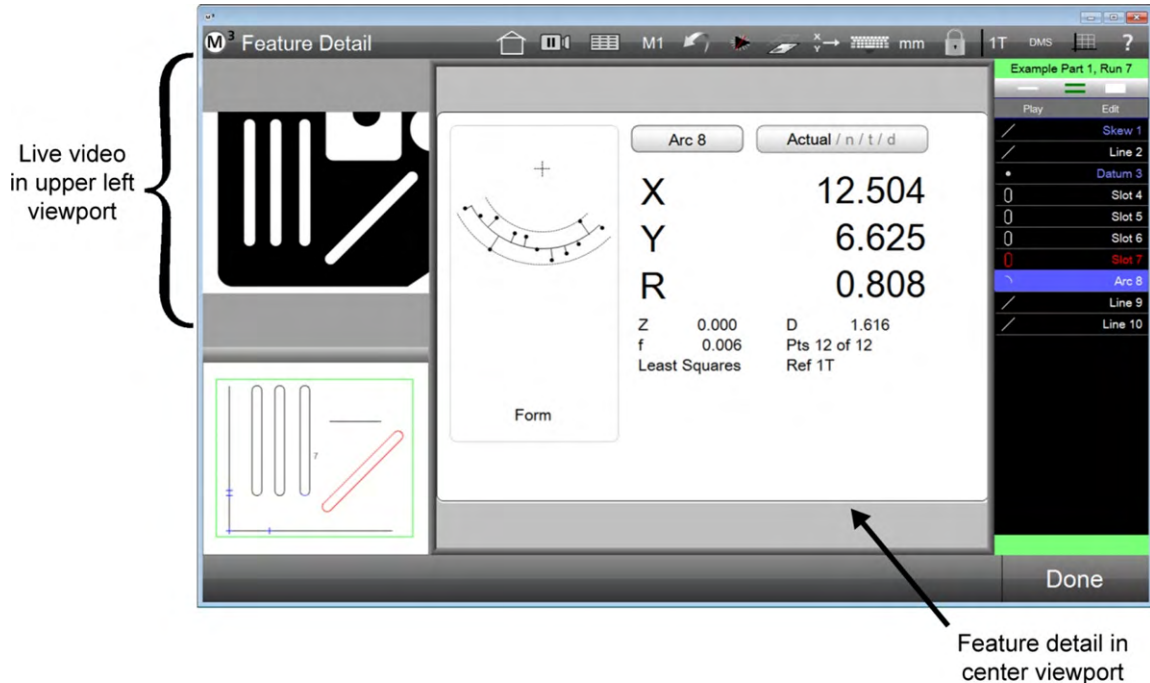 M³
M³ Feature Detail
M1
X
Y
mm
1T
DMS
?
Example Part 1, Run 7
Play Edit
Skew 1
Line 2
Datum 3
Slot 4
Slot 5
Slot 6
Slot 7
Arc 8
Line 9
Line 10
Live video
in upper left
viewport
7
Arc 8
Actual / n / t / d
X 12.504
Y 6.625
R 0.808
Z 0.000 D 1.616
f 0.006 Pts 12 of 12
Least Squares Ref 1T
Form
Done
Feature detail in
center viewport